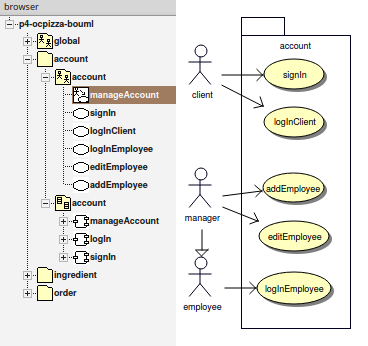 browser
p4-ocpizza-bouml
global
account
account
manageAccount
signIn
logInClient
logInEmployee
editEmployee
addEmployee
account
manageAccount
logIn
signIn
ingredient
order
account
client
signIn
logInClient
manager
addEmployee
editEmployee
employee
logInEmployee